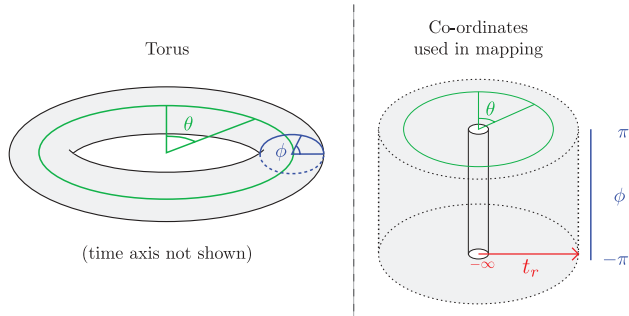 Torus
θ
ϕ
(time axis not shown)
Co-ordinates
used in mapping
θ
π
ϕ
−π
−∞
t_r